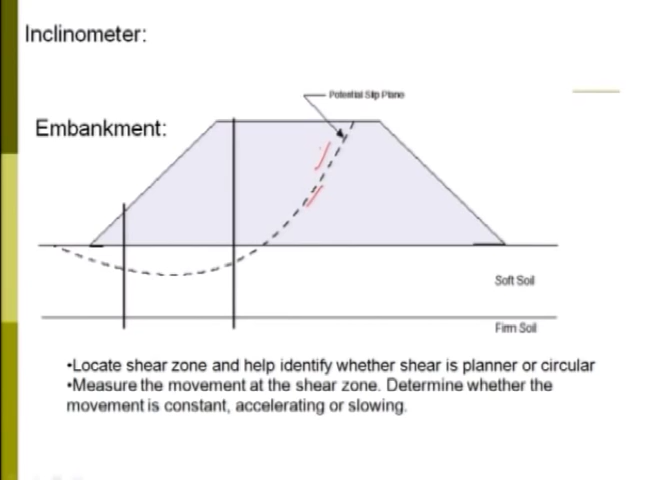 Inclinometer:
Potential Slip Plane
Embankment:
Soft Soil
Firm Soil
•Locate shear zone and help identify whether shear is planner or circular
•Measure the movement at the shear zone. Determine whether the
movement is constant, accelerating or slowing.